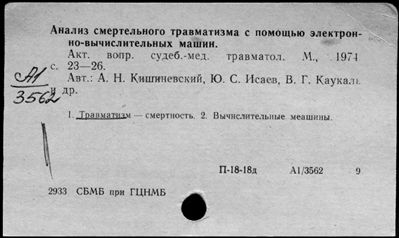 Анализ смертельного травматизма с помощью электрон-
но-вычислительных машин.
Акт. вопр. судеб.-мед. травматол. М., 1974
с. 23—26.
А1
3562
Авт.: А. Н. Кишиневский, Ю. С. Исаев, В. Г. Каукаль
и др.
1. Травматизм — смертность. 2. Вычислительные меашины.
П-18-18д А1/3562 9
2933 СБМБ при ГЦНМБ